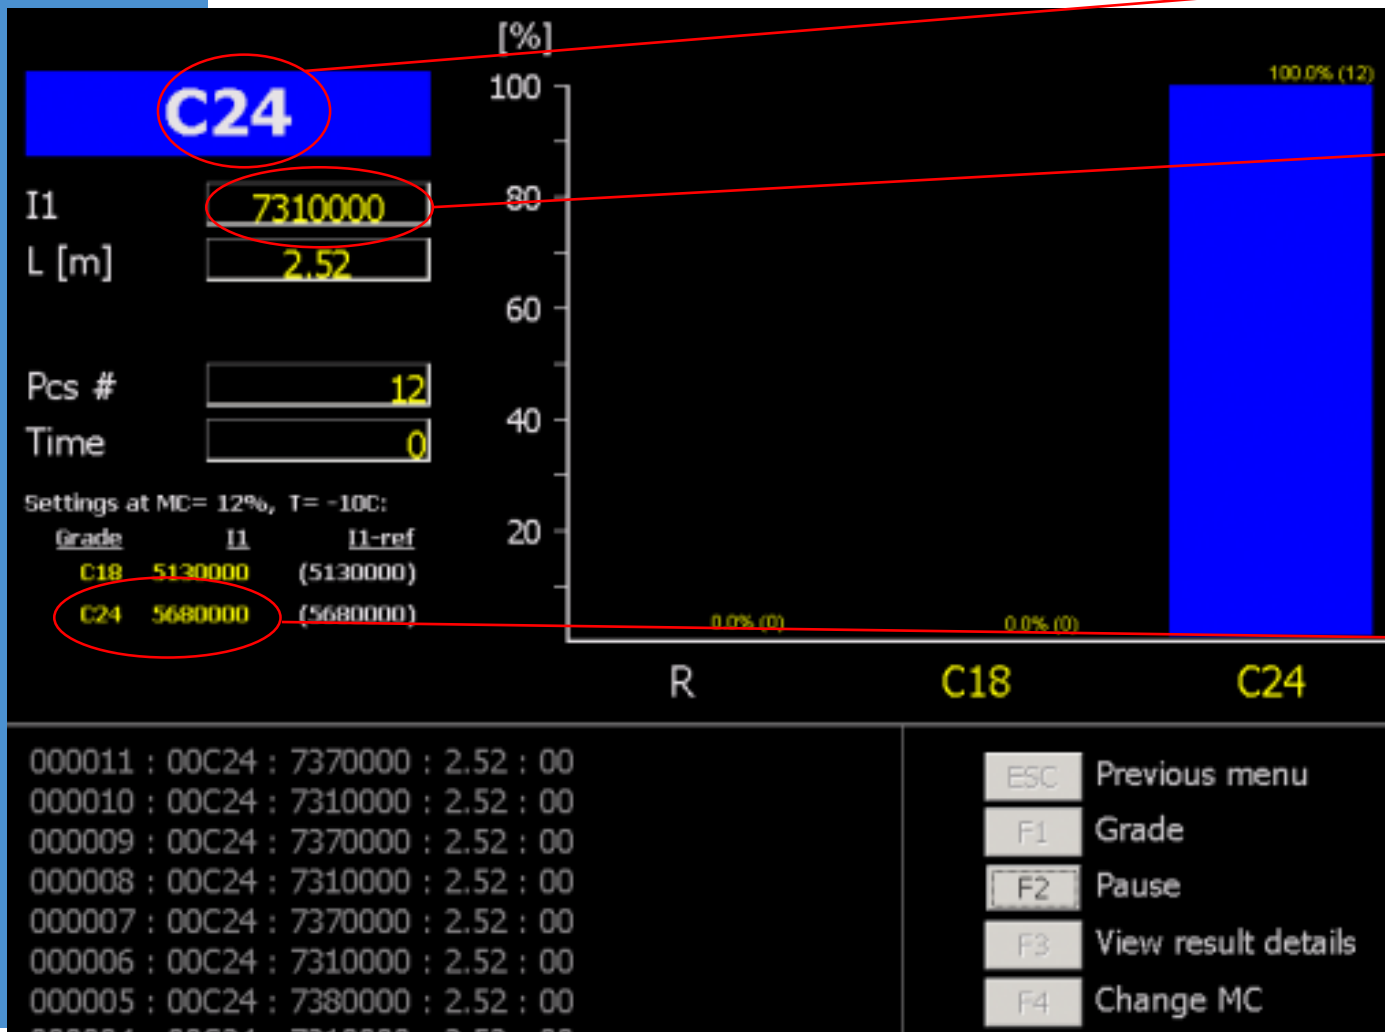 [%]
C24
100
100.0% (12)
I1 7310000
80
L [m] 2.52
60
Pcs # 12
40
Time 0
Settings at MC= 12%, T= -10C:
Grade I1 I1-ref
20
C18 5130000 (5130000)
C24 5680000 (5680000)
0.0% (0) 0.0% (0)
R C18 C24
000011 : 00C24 : 7370000 : 2.52 : 00
000010 : 00C24 : 7310000 : 2.52 : 00
000009 : 00C24 : 7370000 : 2.52 : 00
000008 : 00C24 : 7310000 : 2.52 : 00
000007 : 00C24 : 7370000 : 2.52 : 00
000006 : 00C24 : 7310000 : 2.52 : 00
000005 : 00C24 : 7380000 : 2.52 : 00
ESC Previous menu
F1 Grade
F2 Pause
F3 View result details
F4 Change MC